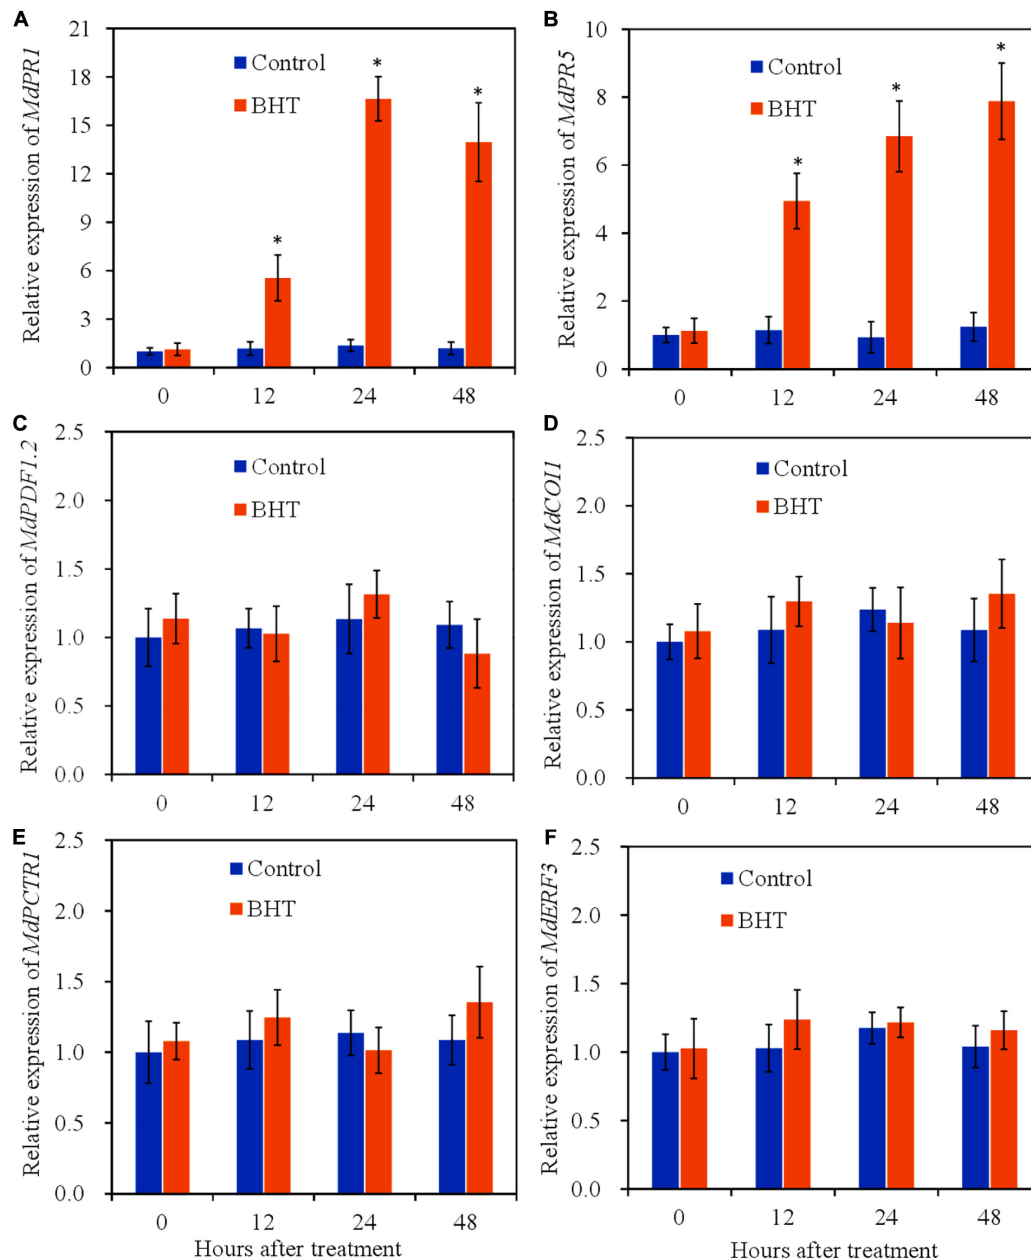 A
Relative expression of MdPR1
21
18
15
12
9
6
3
0
Control
BHT
*
*
*
0 12 24 48
B
Relative expression of MdPR5
10
8
6
4
2
0
Control
BHT
*
*
*
0 12 24 48
C
Relative expression of MdPDF1.2
2.5
2.0
1.5
1.0
0.5
0.0
Control
BHT
0 12 24 48
D
Relative expression of MdCOI1
2.5
2.0
1.5
1.0
0.5
0.0
Control
BHT
0 12 24 48
E
Relative expression of MdPCTR1
2.5
2.0
1.5
1.0
0.5
0.0
Control
BHT
0 12 24 48
Hours after treatment
F
Relative expression of MdERF3
2.5
2.0
1.5
1.0
0.5
0.0
Control
BHT
0 12 24 48
Hours after treatment